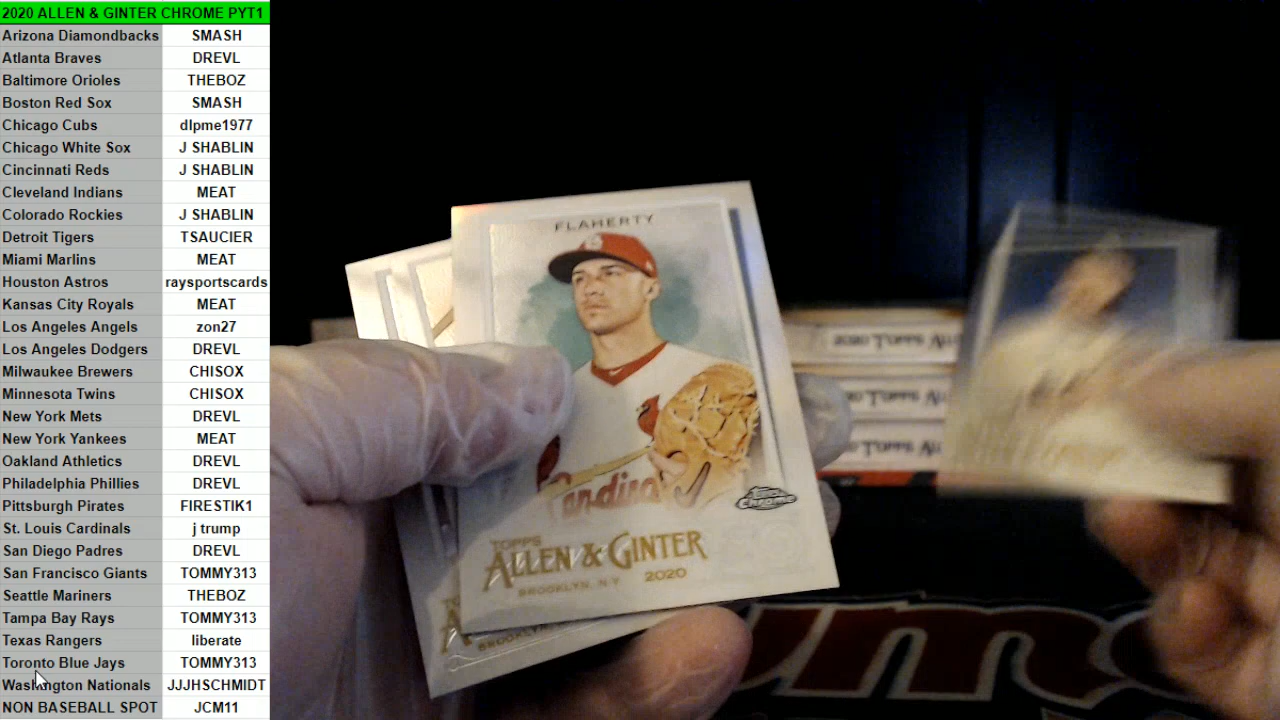 2020 ALLEN & GINTER CHROME PYT1
Arizona Diamondbacks SMASH
Atlanta Braves DREVL
Baltimore Orioles THEBOZ
Boston Red Sox SMASH
Chicago Cubs dlpme1977
Chicago White Sox J SHABLIN
Cincinnati Reds J SHABLIN
Cleveland Indians MEAT
Colorado Rockies J SHABLIN
Detroit Tigers TSAUCIER
Miami Marlins MEAT
Houston Astros raysportscards
Kansas City Royals MEAT
Los Angeles Angels zon27
Los Angeles Dodgers DREVL
Milwaukee Brewers CHISOX
Minnesota Twins CHISOX
New York Mets DREVL
New York Yankees MEAT
Oakland Athletics DREVL
Philadelphia Phillies DREVL
Pittsburgh Pirates FIRESTIK1
St. Louis Cardinals j trump
San Diego Padres DREVL
San Francisco Giants TOMMY313
Seattle Mariners THEBOZ
Tampa Bay Rays TOMMY313
Texas Rangers liberate
Toronto Blue Jays TOMMY313
Washington Nationals JJJHSCHMIDT
NON BASEBALL SPOT JCM11
FLAHERTY
Cardinals
TOPPS CHROME
TOPPS
ALLEN & GINTER
BROOKLYN, N.Y 2020